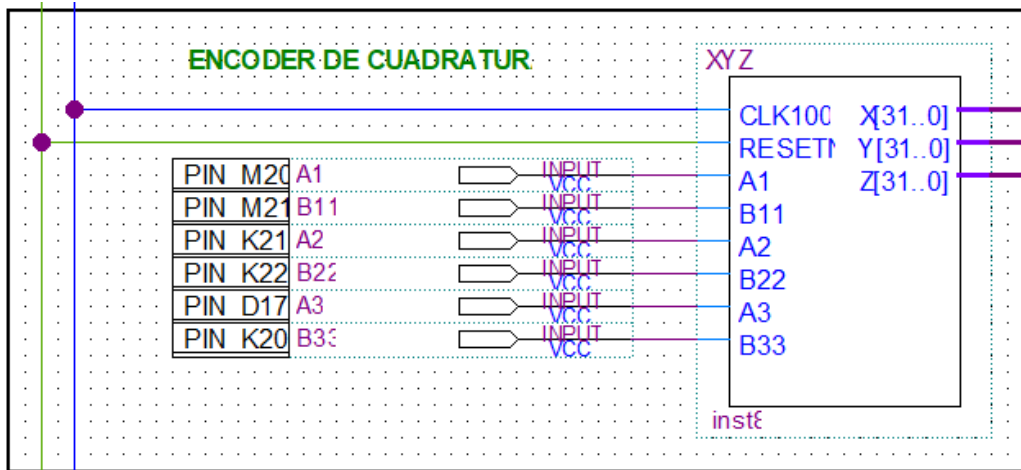 ENCODER DE CUADRATUR
XYZ
CLK100 X[31..0]
RESETN Y[31..0]
PIN_M20 A1 INPUT VCC A1 Z[31..0]
PIN_M21 B11 INPUT VCC B11
PIN_K21 A2 INPUT VCC A2
PIN_K22 B22 INPUT VCC B22
PIN_D17 A3 INPUT VCC A3
PIN_K20 B33 INPUT VCC B33
inst8